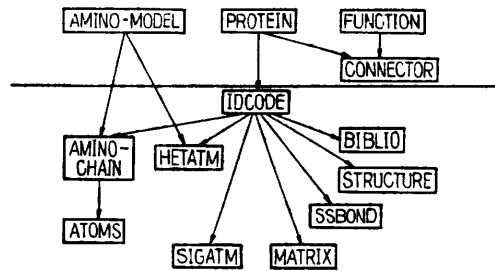 AMINO-MODEL PROTEIN FUNCTION
CONNECTOR
IDCODE
AMINO-
CHAIN
HETATM
BIBLIO
STRUCTURE
SSBOND
ATOMS
SIGATM
MATRIX